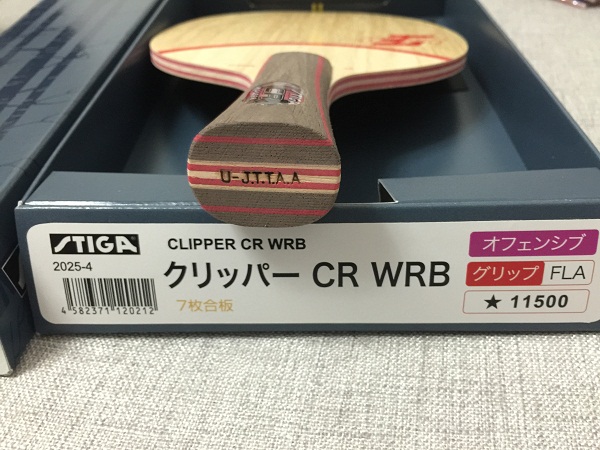 U-J.T.T.A.A
STIGA
CLIPPER CR WRB
オフェンシブ
2025-4
クリッパー CR WRB
グリップ FLA
7枚合板
★ 11500
4 582371 120212